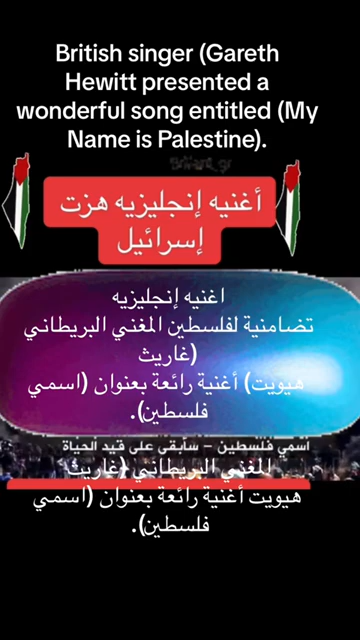 British singer (Gareth
Hewitt presented a
wonderful song entitled (My
Name is Palestine).
أغنيه إنجليزيه هزت
إسرائيل
اغنيه إنجليزيه
تضامنية لفلسطين المغني البريطاني
(غاريث
هيويت) أغنية رائعة بعنوان (اسمي
فلسطين).
اسمي فلسطين – سأبقى على قيد الحياة
المغني البريطاني (غاريث
هيويت أغنية رائعة بعنوان (اسمي
فلسطين).